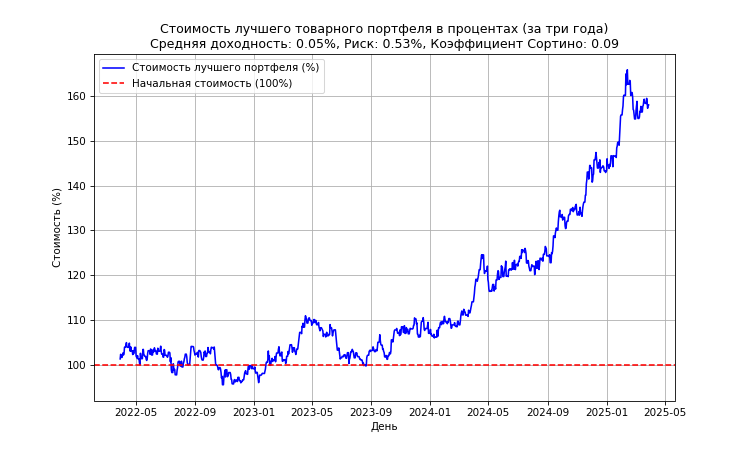 Стоимость лучшего товарного портфеля в процентах (за три года)
Средняя доходность: 0.05%, Риск: 0.53%, Коэффициент Сортино: 0.09
Стоимость лучшего портфеля (%)
Начальная стоимость (100%)
Стоимость (%)
160
150
140
130
120
110
100
2022-05
2022-09
2023-01
2023-05
2023-09
2024-01
2024-05
2024-09
2025-01
2025-05
День